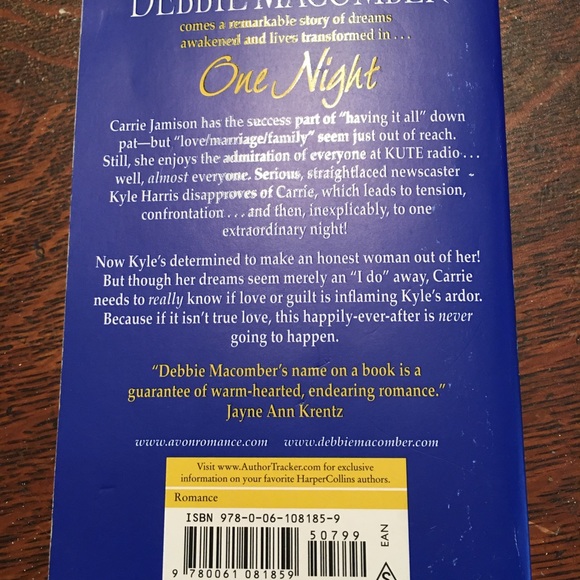 DEBBIE MACOMBER
comes a remarkable story of dreams
awakened and lives transformed in . . .
One Night
Carrie Jamison has the success part of "having it all" down
pat—but "love/marriage/family" seem just out of reach.
Still, she enjoys the admiration of everyone at KUTE radio . . .
well, almost everyone. Serious, straightlaced newscaster
Kyle Harris disapproves of Carrie, which leads to tension,
confrontation . . . and then, inexplicably, to one
extraordinary night!
Now Kyle's determined to make an honest woman out of her!
But though her dreams seem merely an "I do" away, Carrie
needs to really know if love or guilt is inflaming Kyle's ardor.
Because if it isn't true love, this happily-ever-after is never
going to happen.
"Debbie Macomber's name on a book is a
guarantee of warm-hearted, endearing romance."
Jayne Ann Krentz
www.avonromance.com www.debbiemacomber.com
Visit www.AuthorTracker.com for exclusive
information on your favorite HarperCollins authors.
Romance
ISBN 978-0-06-108185-9
50799
EAN
9 780061 081859